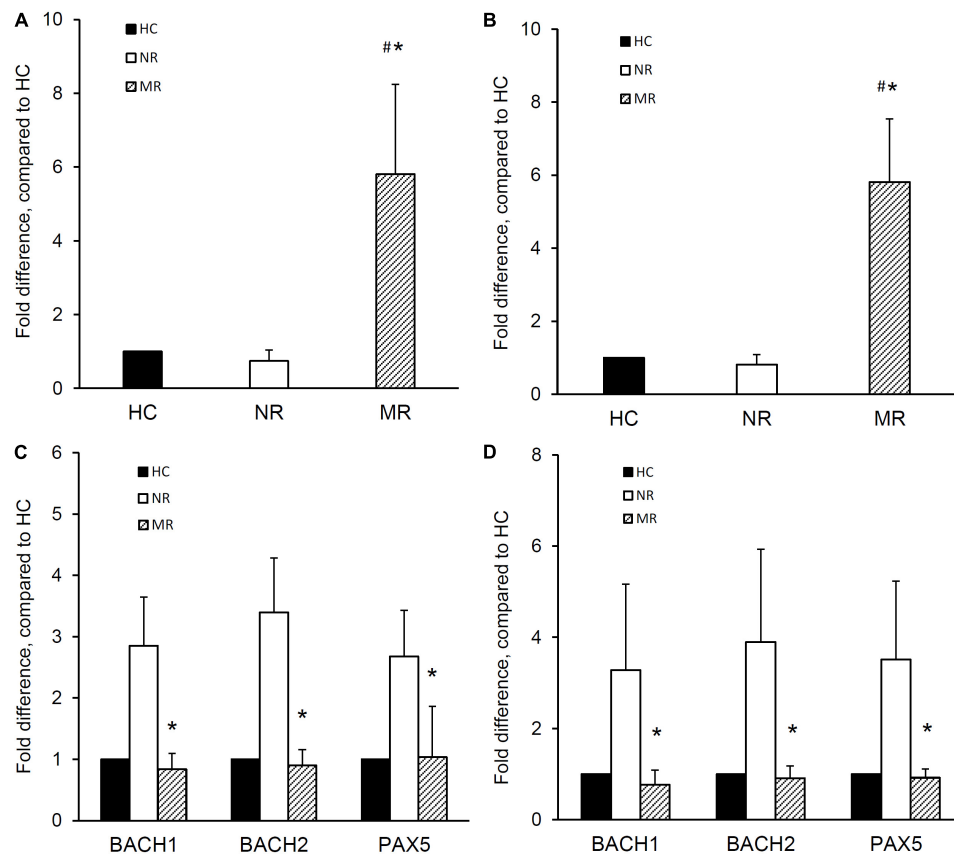 A
Fold difference, compared to HC
10
8
6
4
2
0
HC
NR
MR
#*
HC NR MR
B
Fold difference, compared to HC
10
8
6
4
2
0
HC
NR
MR
#*
HC NR MR
C
Fold difference, compared to HC
6
5
4
3
2
1
0
HC
NR
MR
* * *
BACH1 BACH2 PAX5
D
Fold difference, compared to HC
8
6
4
2
0
HC
NR
MR
* * *
BACH1 BACH2 PAX5